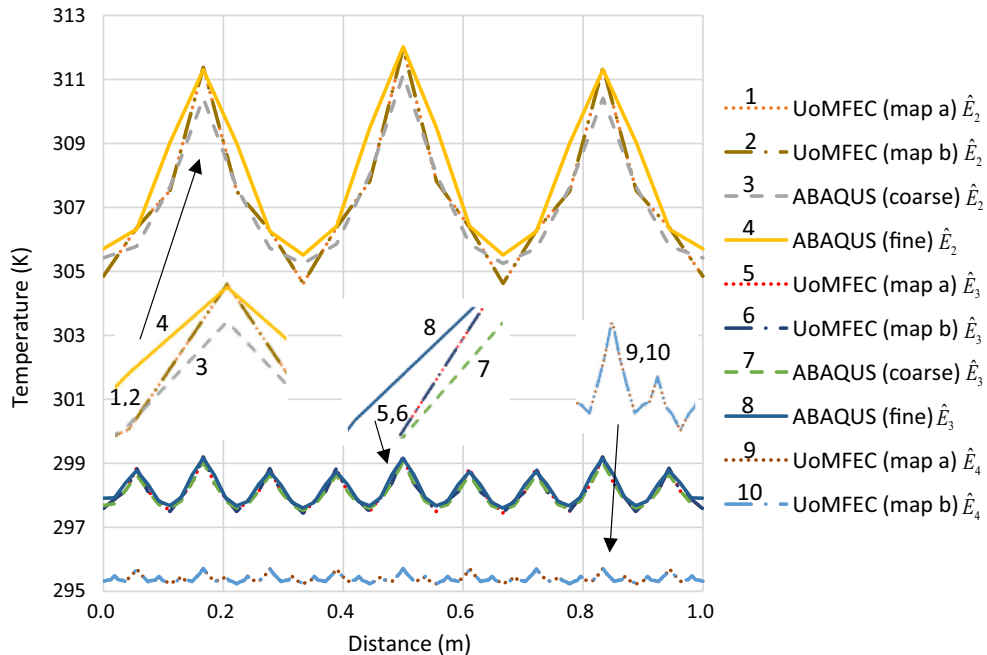 313
311
309
307
305
303
301
299
297
295
Temperature (K)
0.0
0.2
0.4
0.6
0.8
1.0
Distance (m)
4
3
1,2
8
7
5,6
9,10
1 UoMFEC (map a) Ê₂
2 UoMFEC (map b) Ê₂
3 ABAQUS (coarse) Ê₂
4 ABAQUS (fine) Ê₂
5 UoMFEC (map a) Ê₃
6 UoMFEC (map b) Ê₃
7 ABAQUS (coarse) Ê₃
8 ABAQUS (fine) Ê₃
9 UoMFEC (map a) Ê₄
10 UoMFEC (map b) Ê₄